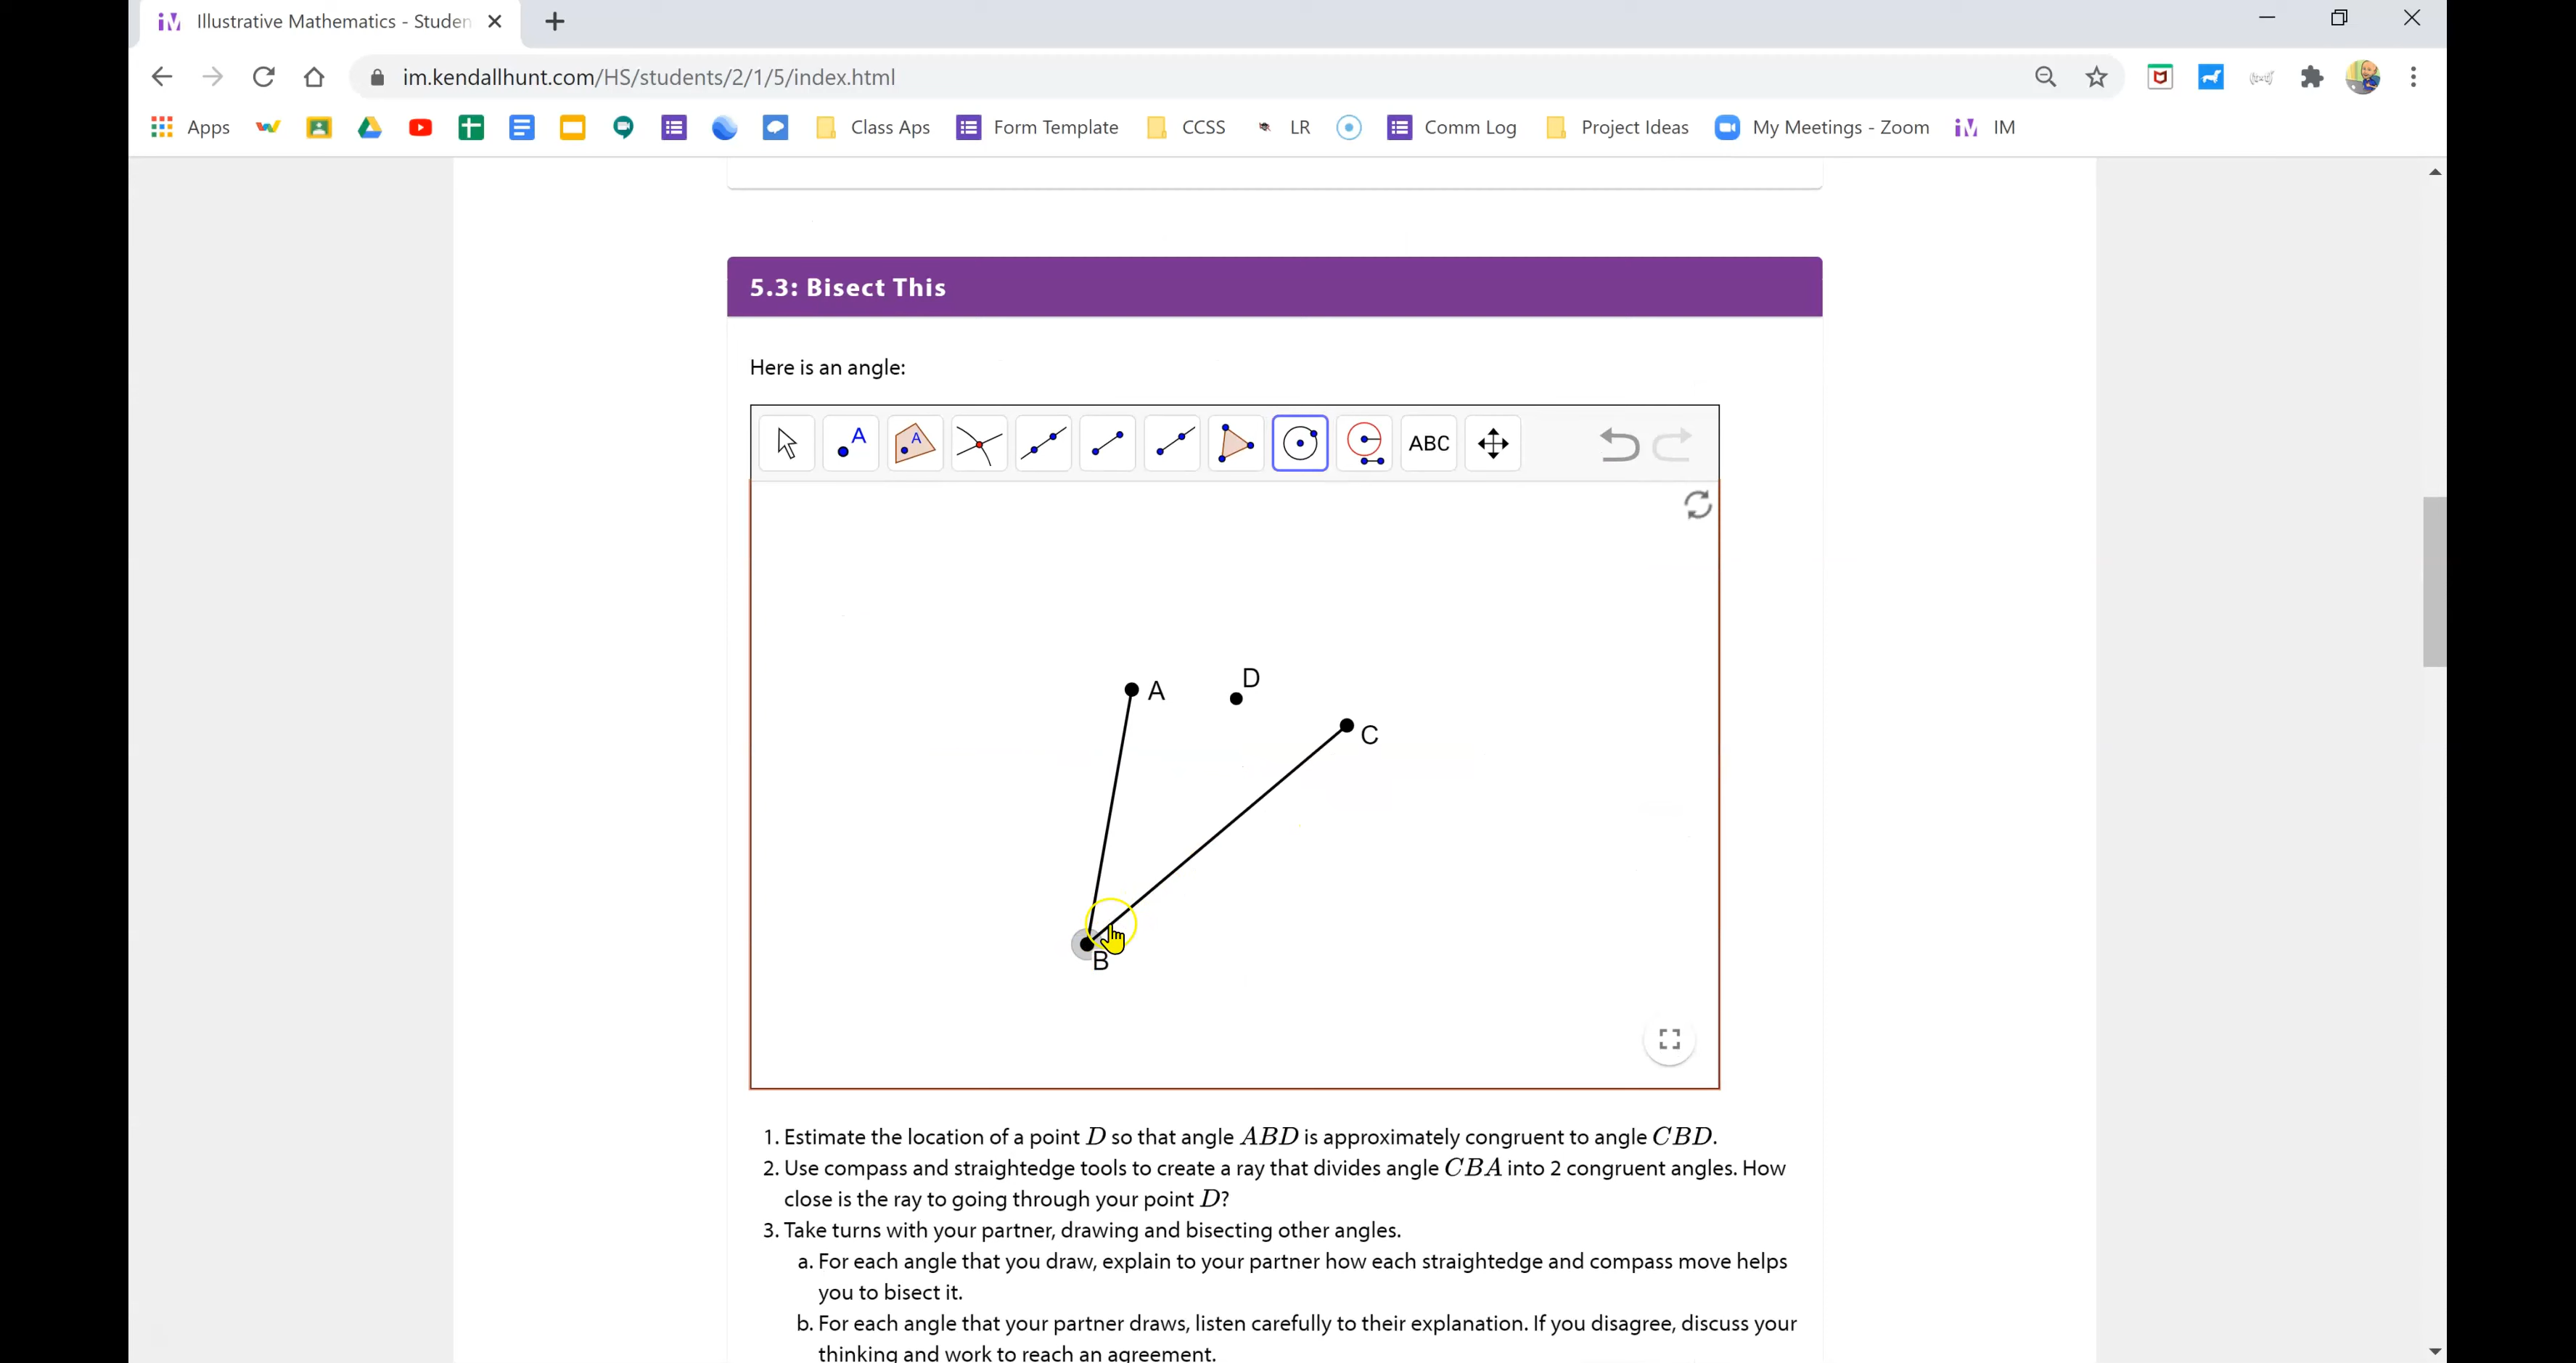 Illustrative Mathematics - Studen
im.kendallhunt.com/HS/students/2/1/5/index.html
Apps Class Aps Form Template CCSS LR Comm Log Project Ideas My Meetings - Zoom IM
5.3: Bisect This
Here is an angle:
A A ABC
D
A
C
B
1. Estimate the location of a point D so that angle ABD is approximately congruent to angle CBD.
2. Use compass and straightedge tools to create a ray that divides angle CBA into 2 congruent angles. How
close is the ray to going through your point D?
3. Take turns with your partner, drawing and bisecting other angles.
a. For each angle that you draw, explain to your partner how each straightedge and compass move helps
you to bisect it.
b. For each angle that your partner draws, listen carefully to their explanation. If you disagree, discuss your
thinking and work to reach an agreement.